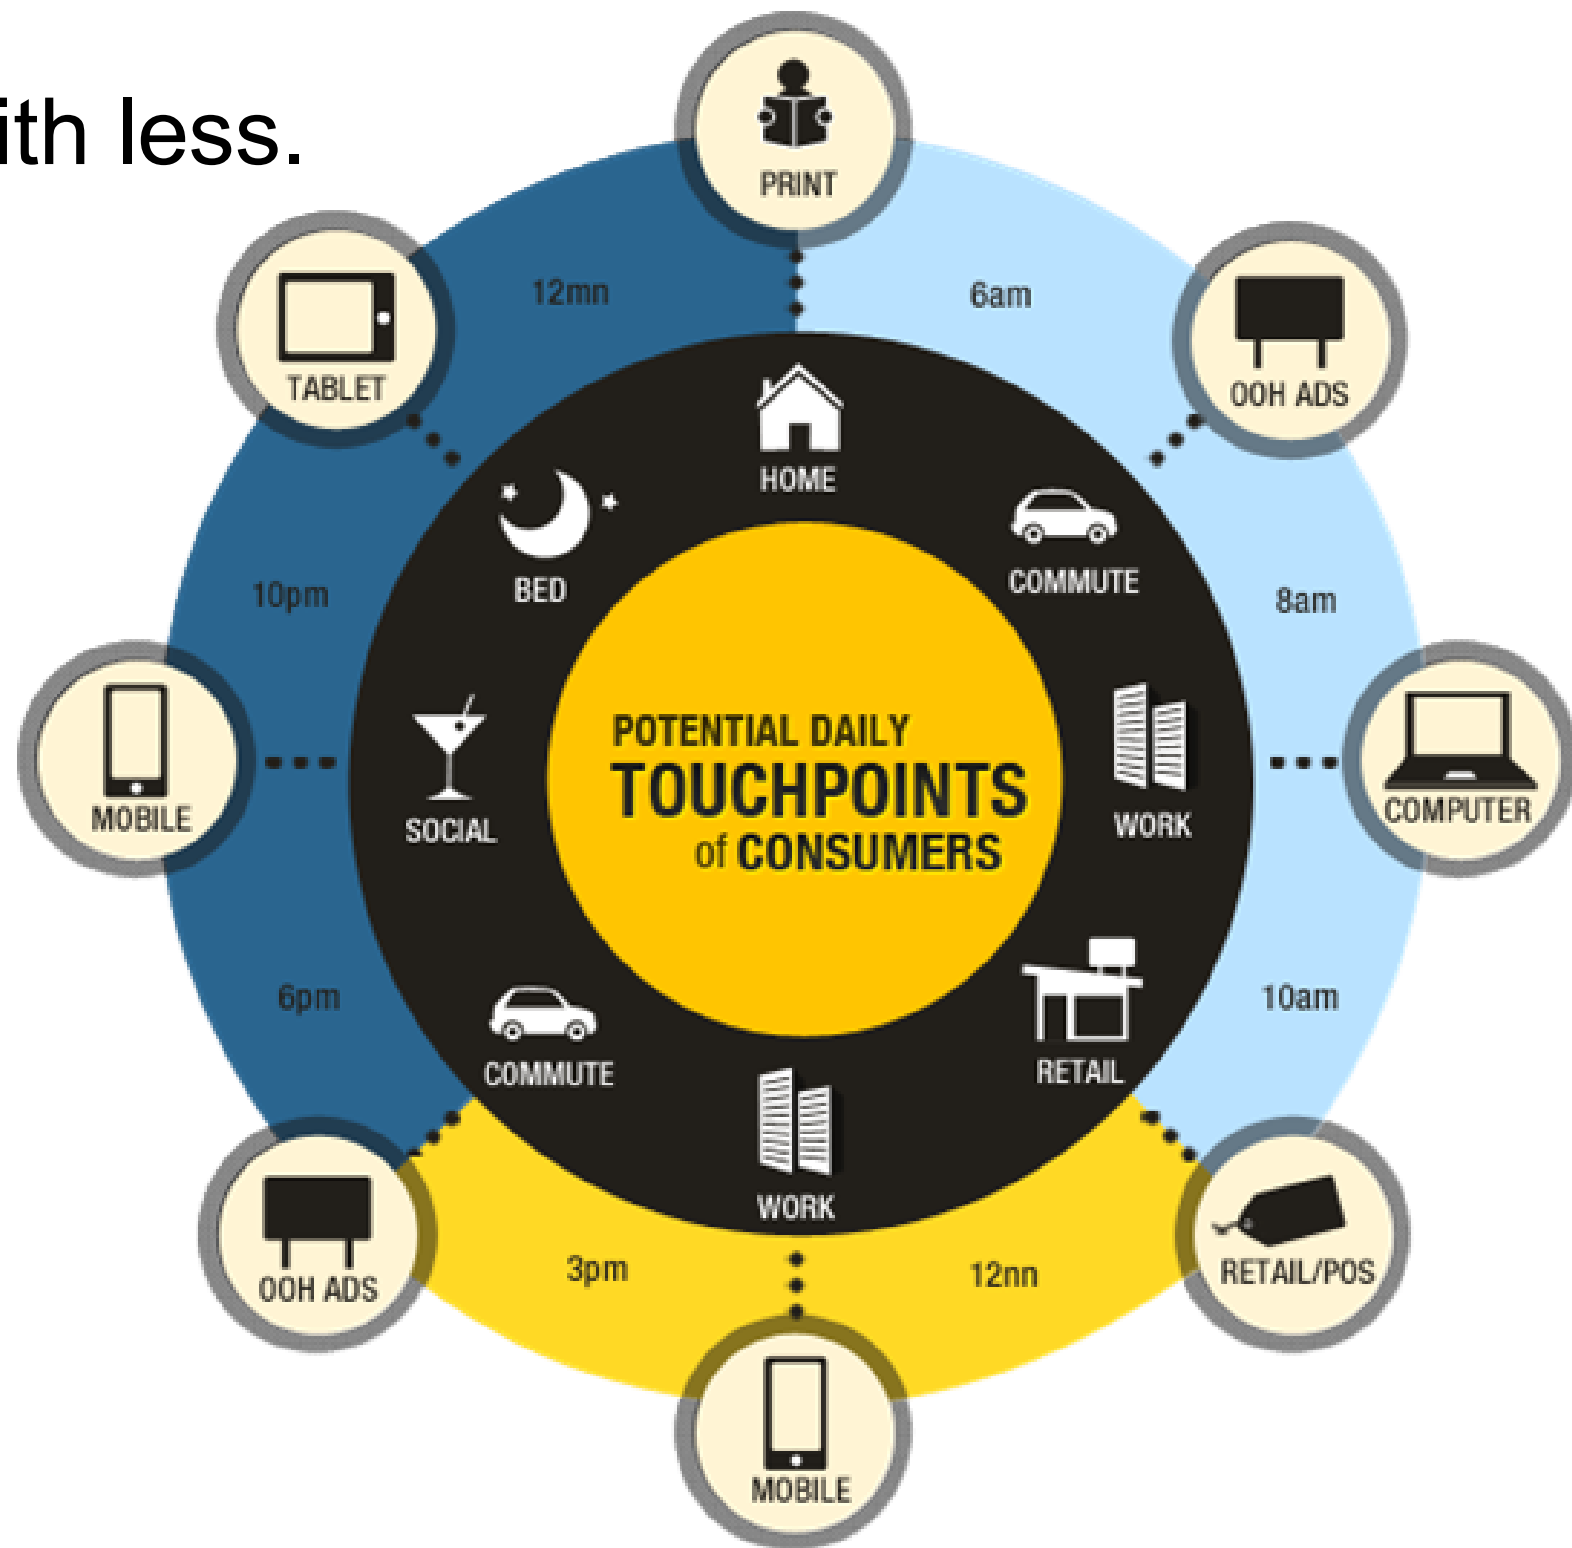 ith less.
PRINT
12mn
6am
TABLET
OOH ADS
HOME
COMMUTE
BED
10pm
8am
POTENTIAL DAILY
TOUCHPOINTS
of CONSUMERS
MOBILE
SOCIAL
WORK
COMPUTER
6pm
10am
COMMUTE
RETAIL
WORK
3pm
12nn
OOH ADS
RETAIL/POS
MOBILE